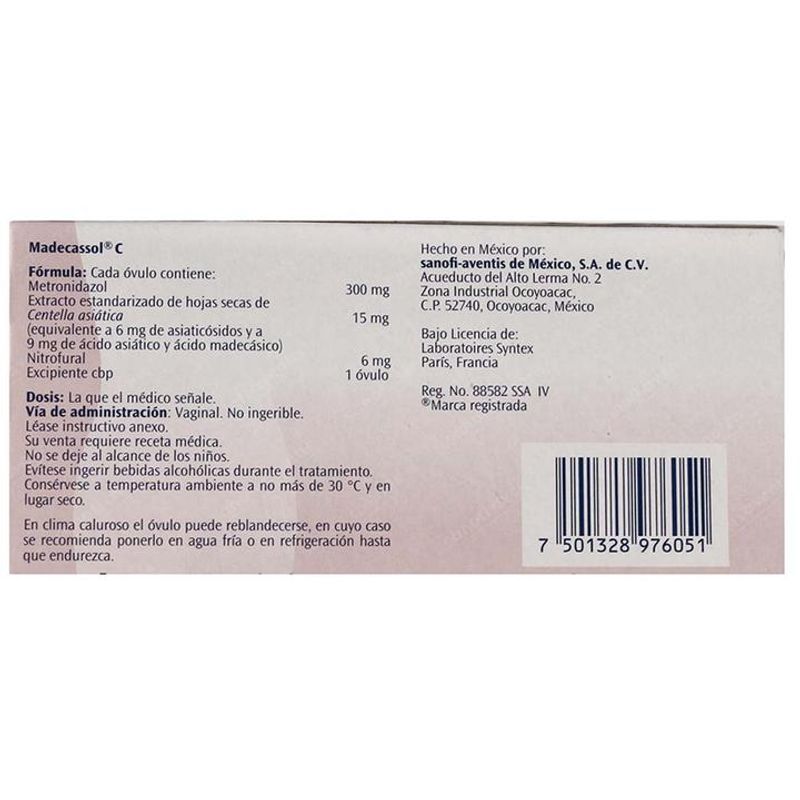 Madecassol® C
Fórmula: Cada óvulo contiene:
Metronidazol 300 mg
Extracto estandarizado de hojas secas de
Centella asiática 15 mg
(equivalente a 6 mg de asiaticósidos y a
9 mg de ácido asiático y ácido madecásico)
Nitrofural 6 mg
Excipiente cbp 1 óvulo
Dosis: La que el médico señale.
Vía de administración: Vaginal. No ingerible.
Léase instructivo anexo.
Su venta requiere receta médica.
No se deje al alcance de los niños.
Evítese ingerir bebidas alcohólicas durante el tratamiento.
Consérvese a temperatura ambiente a no más de 30 °C y en
lugar seco.
En clima caluroso el óvulo puede reblandecerse, en cuyo caso
se recomienda ponerlo en agua fría o en refrigeración hasta
que endurezca.
Hecho en México por:
sanofi-aventis de México, S.A. de C.V.
Acueducto del Alto Lerma No. 2
Zona Industrial Ocoyoacac,
C.P. 52740, Ocoyoacac, México
Bajo Licencia de:
Laboratoires Syntex
París, Francia
Reg. No. 88582 SSA IV
®Marca registrada
7 501328 976051